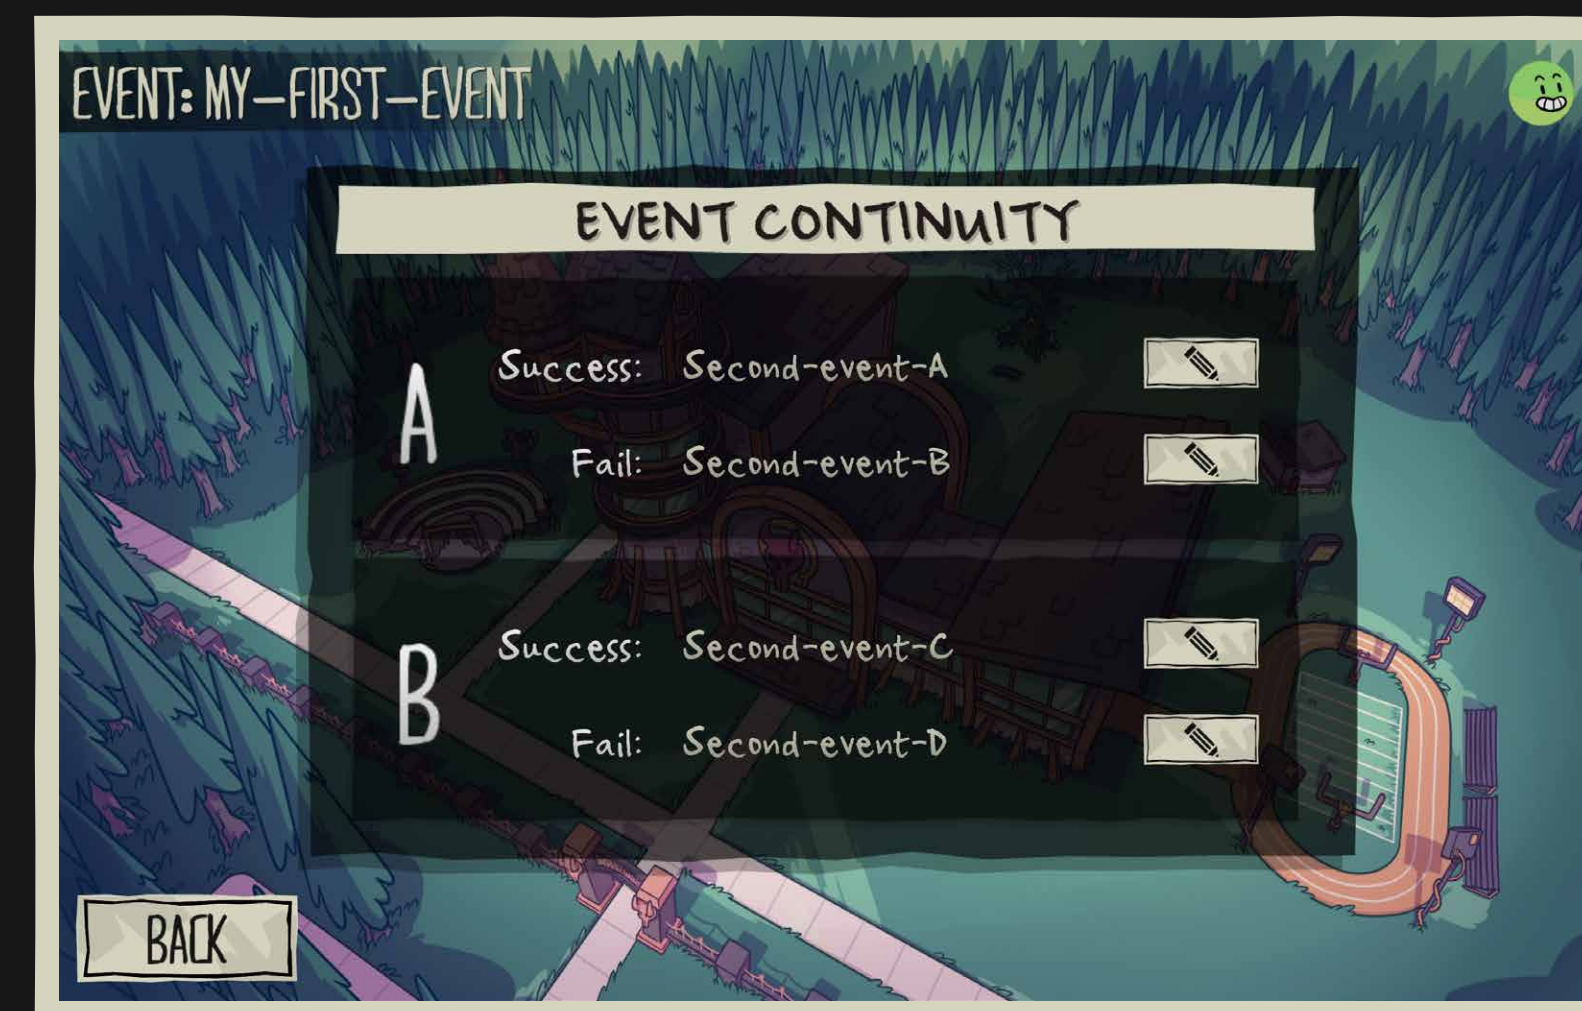 EVENT: MY-FIRST-EVENT
EVENT CONTINUITY
A
Success: Second-event-A
Fail: Second-event-B
B
Success: Second-event-C
Fail: Second-event-D
BACK